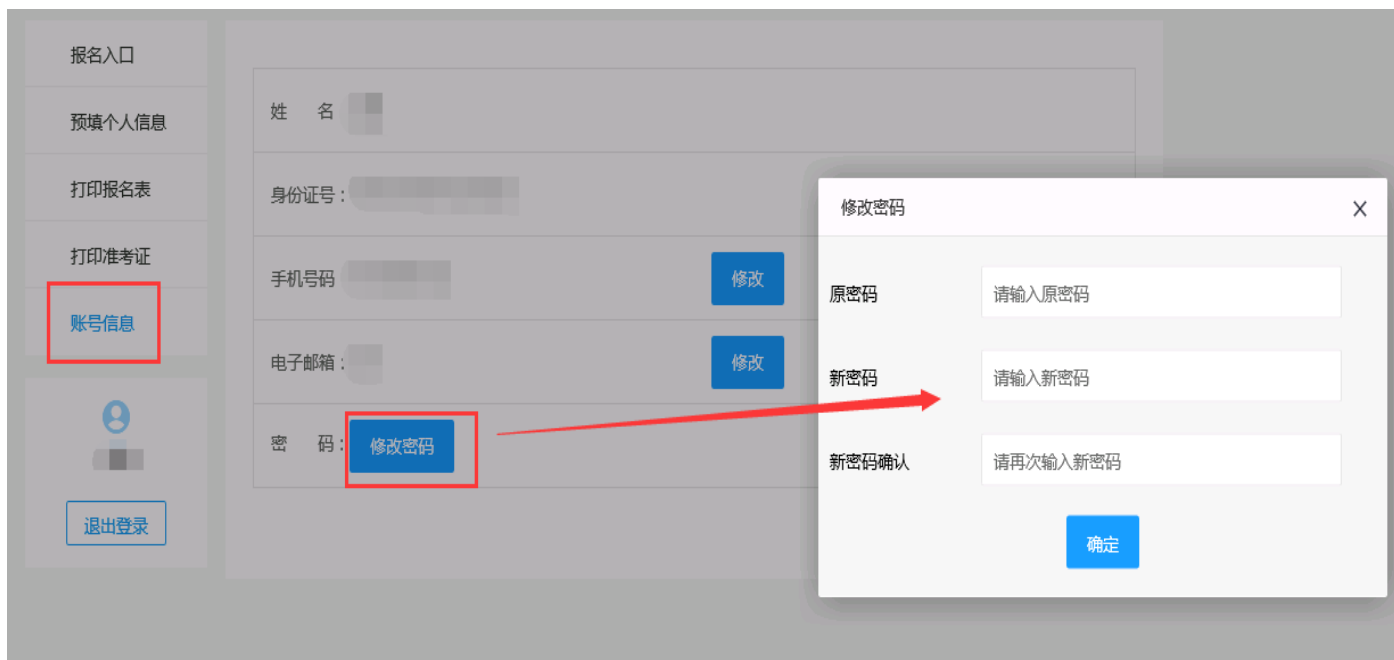 报名入口
预填个人信息
打印报名表
打印准考证
账号信息
退出登录
姓 名
身份证号：
手机号码
修改
电子邮箱：
修改
密 码：
修改密码
修改密码
X
原密码
请输入原密码
新密码
请输入新密码
新密码确认
请再次输入新密码
确定